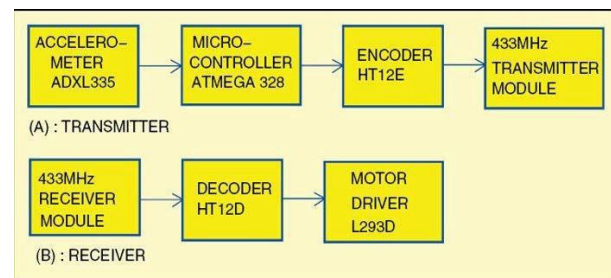 ACCELERO-
METER
ADXL335
MICRO-
CONTROLLER
ATMEGA 328
ENCODER
HT12E
433MHz
TRANSMITTER
MODULE
(A) : TRANSMITTER
433MHz
RECEIVER
MODULE
DECODER
HT12D
MOTOR
DRIVER
L293D
(B) : RECEIVER